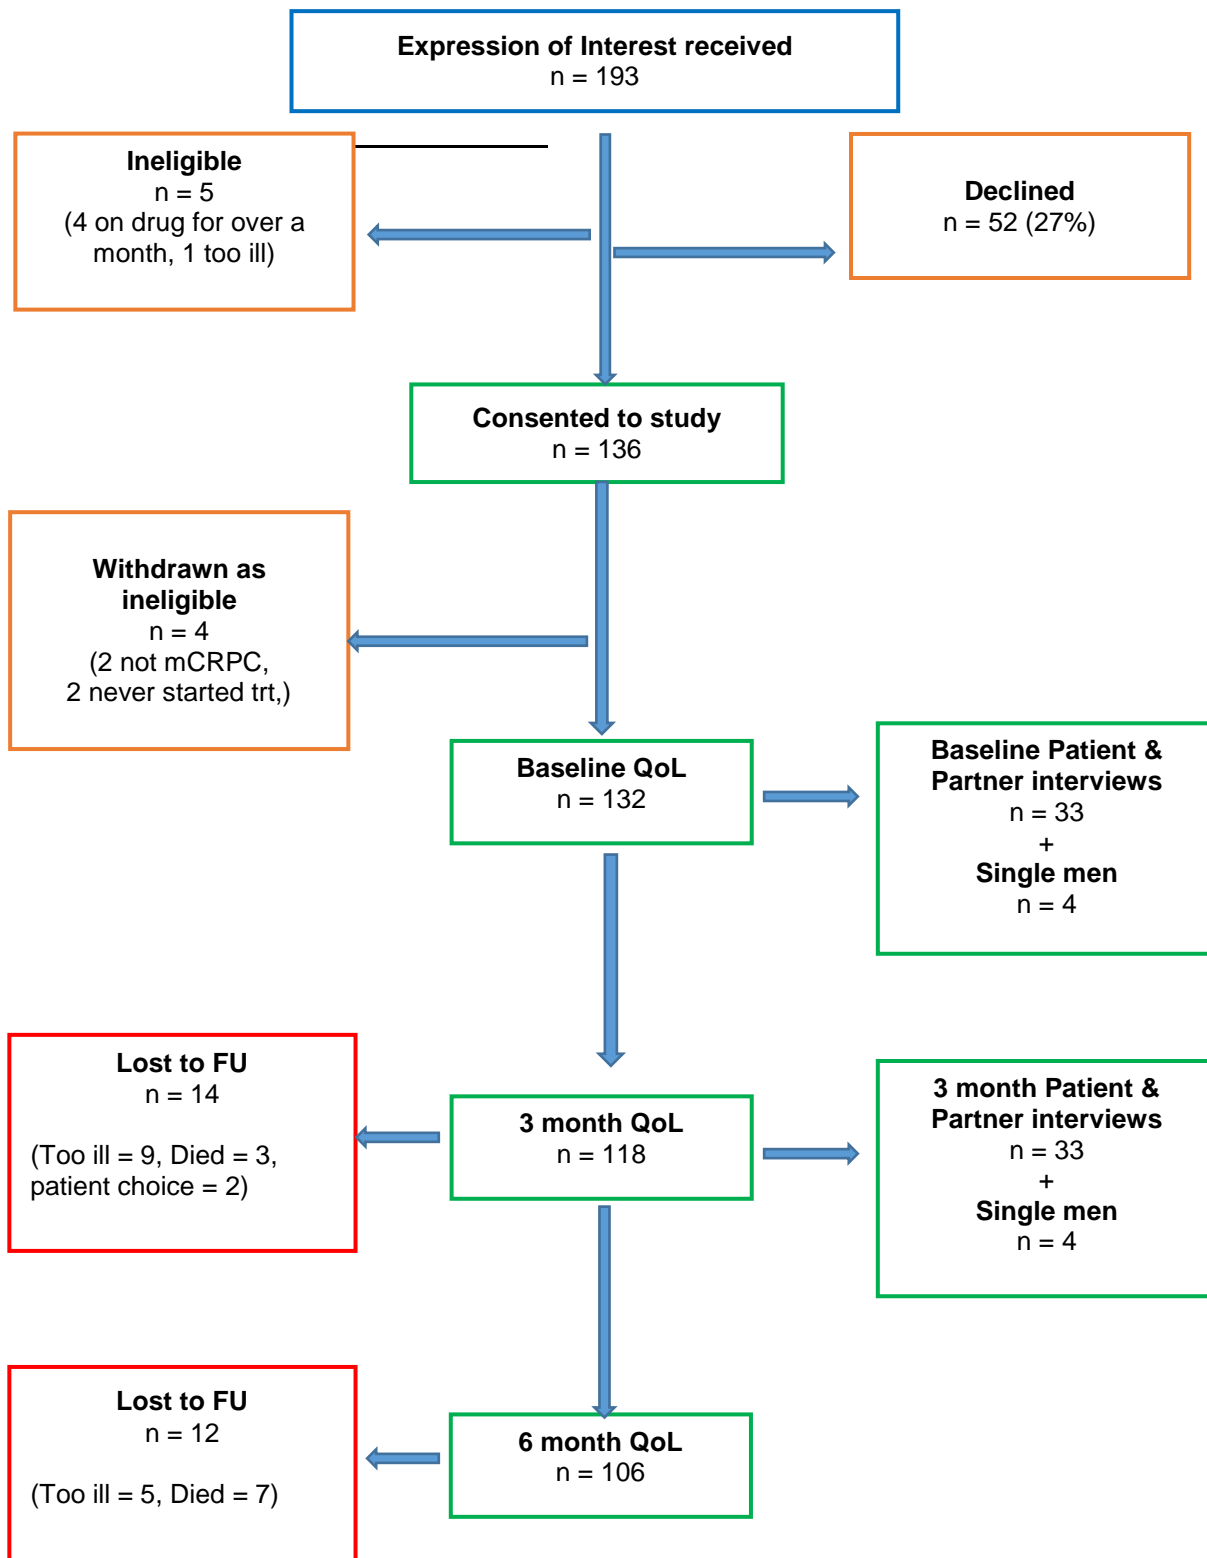 Expression of Interest received
n = 193
Ineligible
n = 5
(4 on drug for over a
month, 1 too ill)
Declined
n = 52 (27%)
Consented to study
n = 136
Withdrawn as
ineligible
n = 4
(2 not mCRPC,
2 never started trt,)
Baseline QoL
n = 132
Baseline Patient &
Partner interviews
n = 33
+
Single men
n = 4
Lost to FU
n = 14
(Too ill = 9, Died = 3,
patient choice = 2)
3 month QoL
n = 118
3 month Patient &
Partner interviews
n = 33
+
Single men
n = 4
Lost to FU
n = 12
(Too ill = 5, Died = 7)
6 month QoL
n = 106